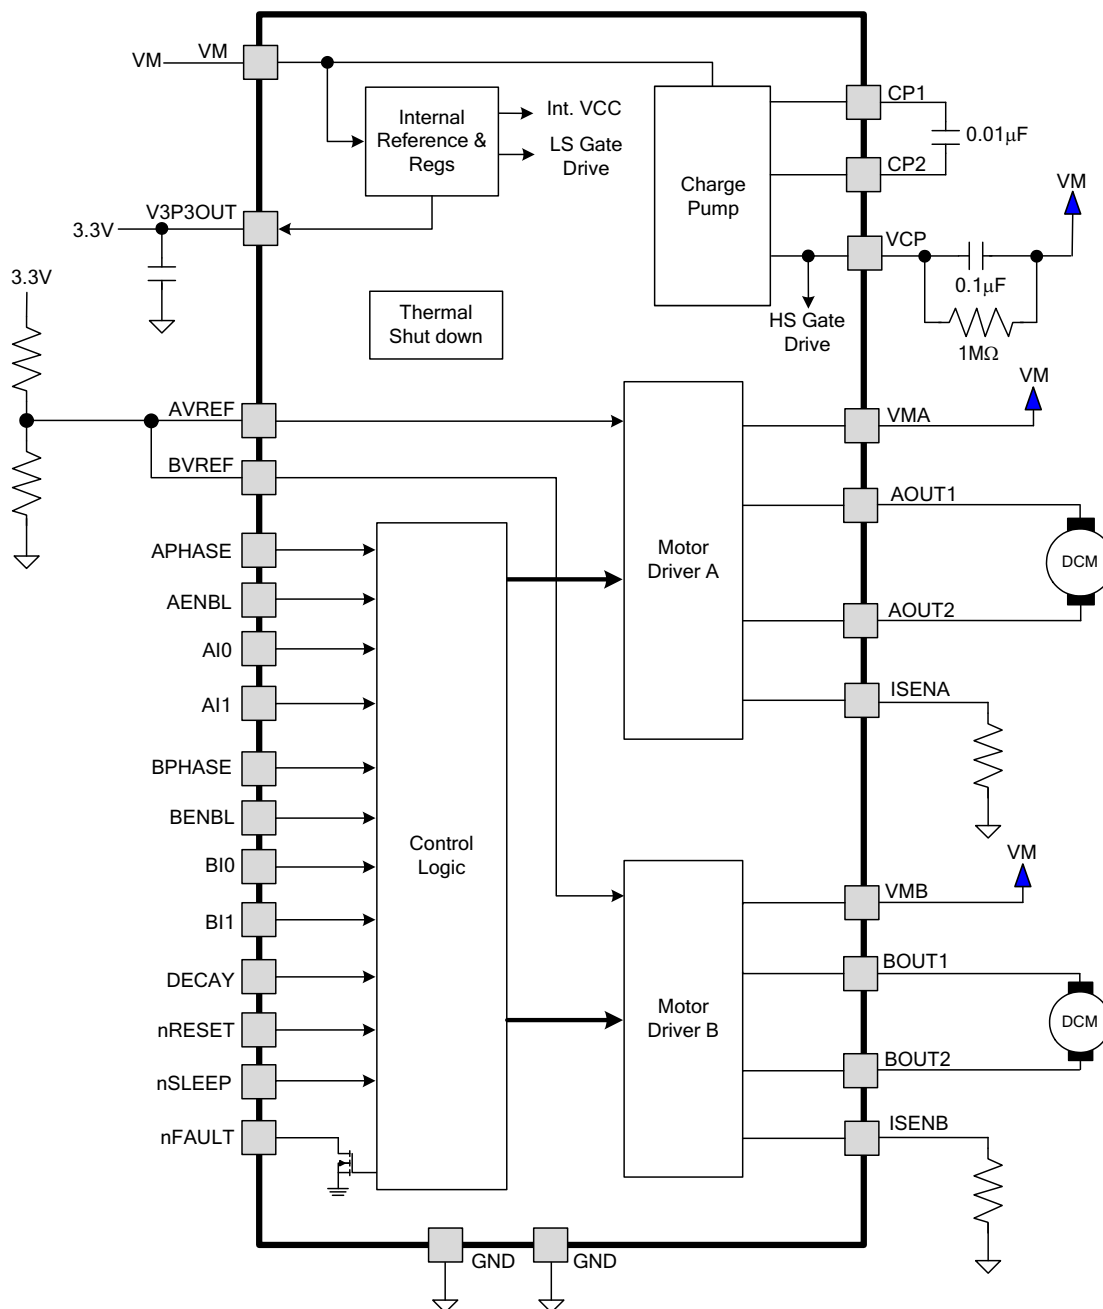 VM
VM
Internal
Reference &
Regs
Int. VCC
LS Gate
Drive
Charge
Pump
CP1
0.01µF
CP2
VM
V3P3OUT
3.3V
VCP
0.1µF
1MΩ
HS Gate
Drive
3.3V
Thermal
Shut down
AVREF
BVREF
VM
VMA
AOUT1
Motor
Driver A
DCM
AOUT2
ISENA
APHASE
AENBL
AI0
AI1
BPHASE
BENBL
BI0
BI1
DECAY
nRESET
nSLEEP
nFAULT
Control
Logic
VM
VMB
BOUT1
Motor
Driver B
DCM
BOUT2
ISENB
GND
GND